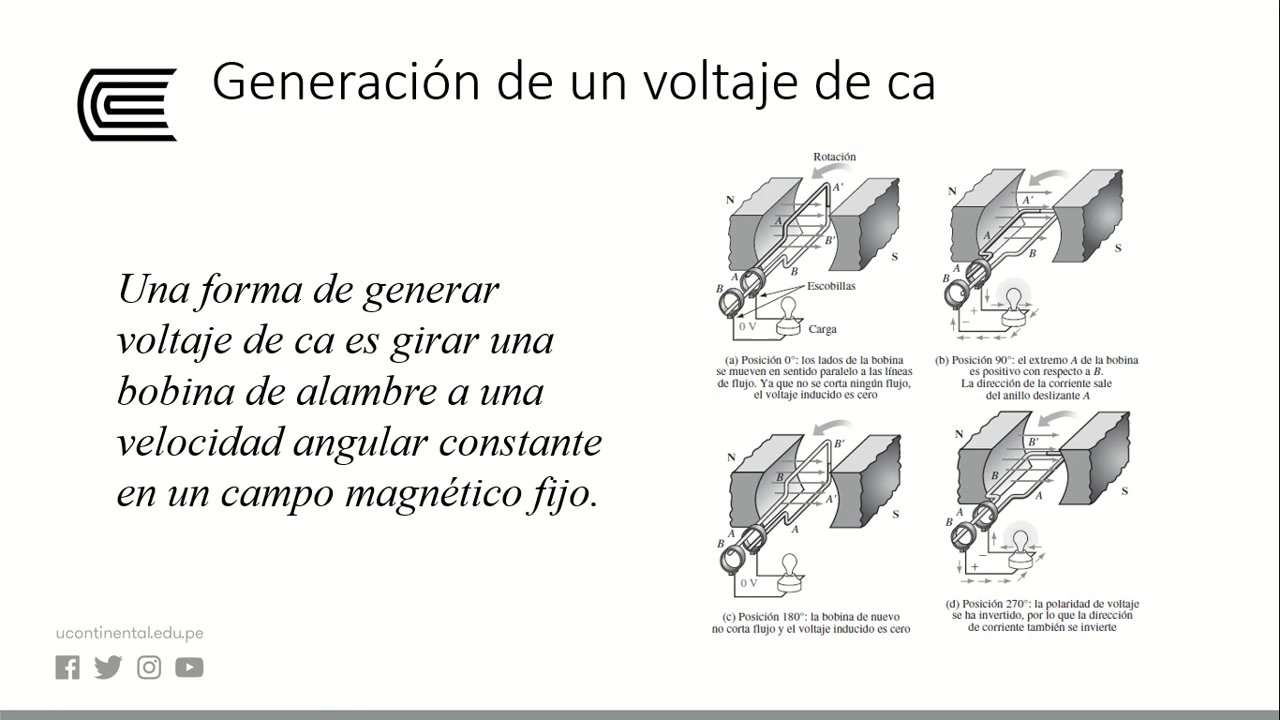 Generación de un voltaje de ca
Una forma de generar
voltaje de ca es girar una
bobina de alambre a una
velocidad angular constante
en un campo magnético fijo.
Rotación
N
A'
A
B'
S
B
A
B
Escobillas
0 V
Carga
(a) Posición 0°: los lados de la bobina
se mueven en sentido paralelo a las líneas
de flujo. Ya que no se corta ningún flujo,
el voltaje inducido es cero
N
A'
A
B
S
A
B
+
−
(b) Posición 90°: el extremo A de la bobina
es positivo con respecto a B.
La dirección de la corriente sale
del anillo deslizante A
B'
N
B
A'
S
A
A
B
0 V
(c) Posición 180°: la bobina de nuevo
no corta flujo y el voltaje inducido es cero
N
B'
B
A
S
A
B
−
+
(d) Posición 270°: la polaridad de voltaje
se ha invertido, por lo que la dirección
de corriente también se invierte
ucontinental.edu.pe